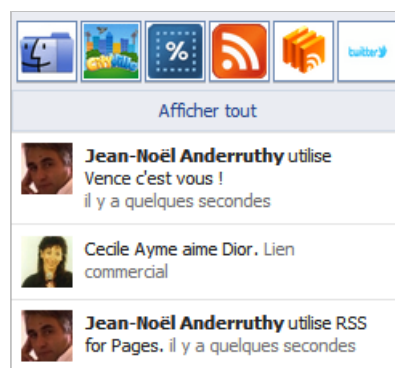 CITYVILLE
%
twitter
Afficher tout
Jean-Noël Anderruthy utilise
Vence c'est vous !
il y a quelques secondes
Cecile Ayme aime Dior. Lien
commercial
Jean-Noël Anderruthy utilise RSS
for Pages. il y a quelques secondes